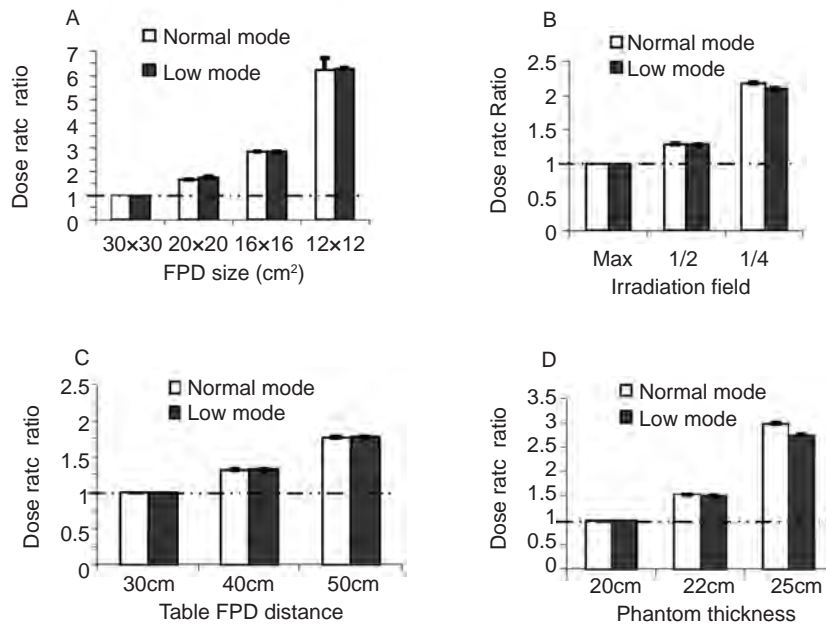 A
Normal mode
Low mode
Dose ratc ratio
7
6
5
4
3
2
1
0
30×30 20×20 16×16 12×12
FPD size (cm²)
B
Normal mode
Low mode
Dose ratc Ratio
2.5
2
1.5
1
0.5
0
Max 1/2 1/4
Irradiation field
C
Normal mode
Low mode
Dose ratc ratio
2.5
2
1.5
1
0.5
0
30cm 40cm 50cm
Table FPD distance
D
Normal mode
Low mode
Dose ratc ratio
3.5
3
2.5
2
1.5
1
0.5
0
20cm 22cm 25cm
Phantom thickness